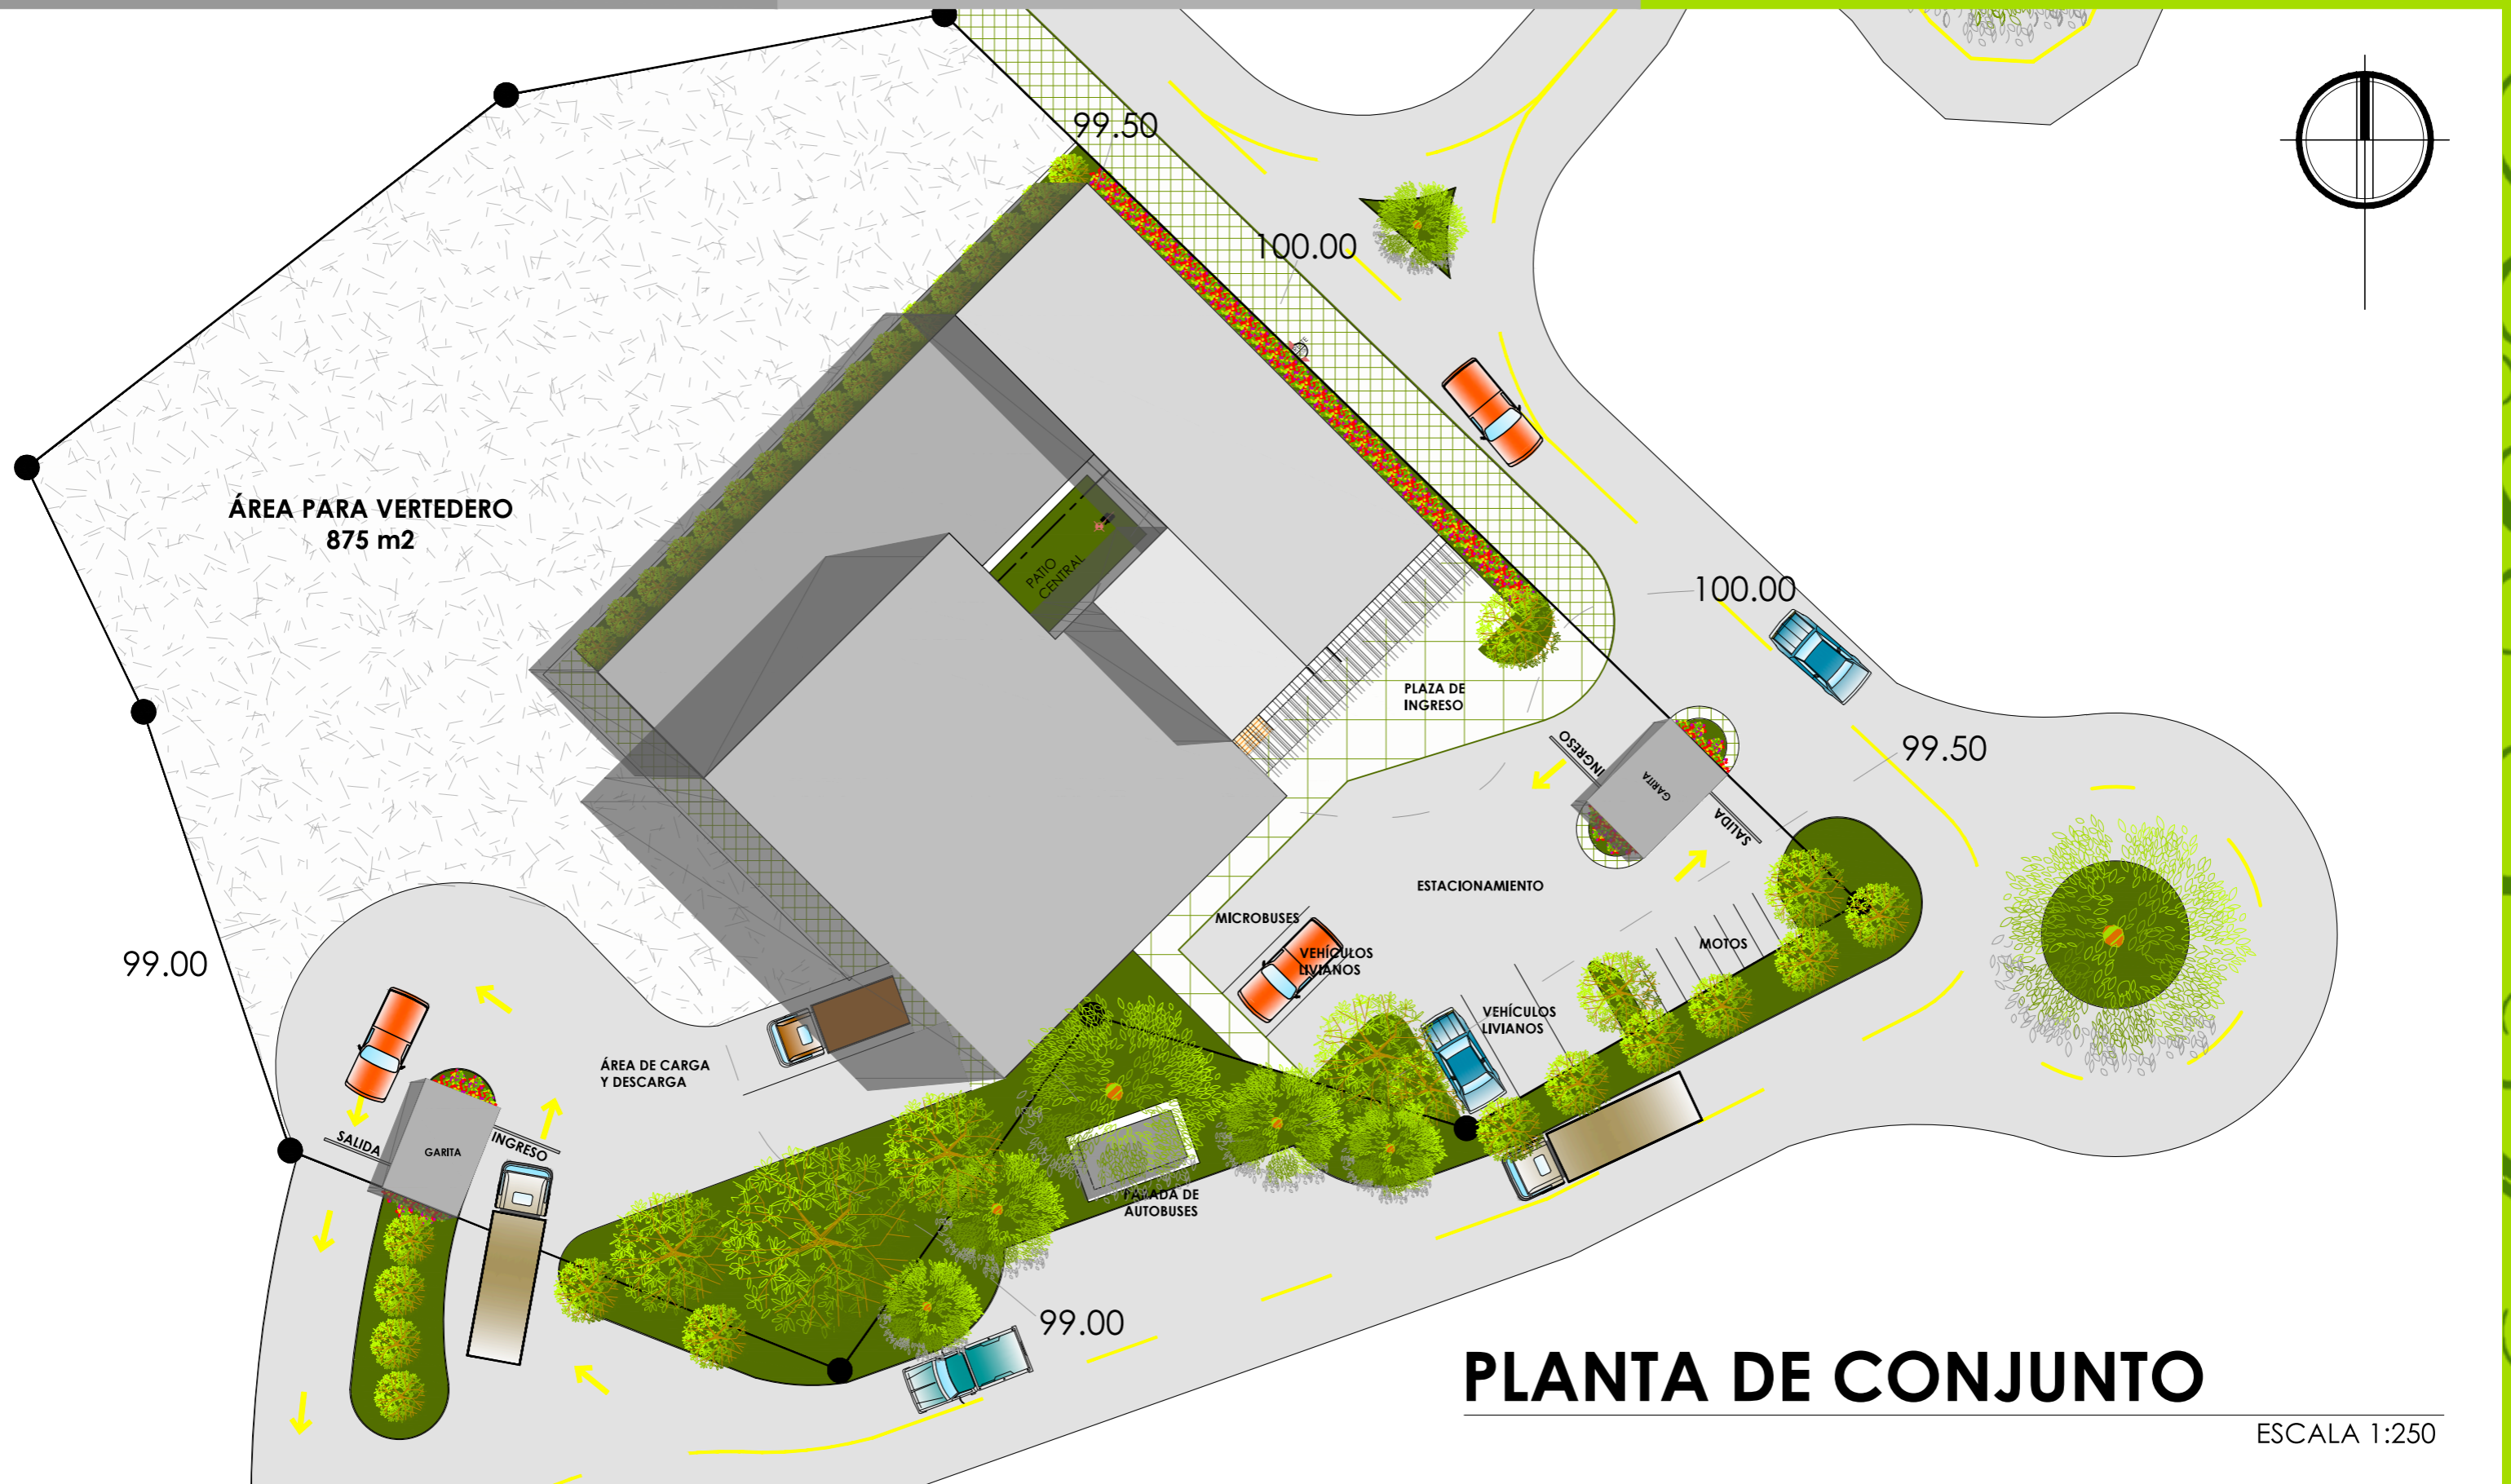 99.50
100.00
ÁREA PARA VERTEDERO
875 m2
PATIO
CENTRAL
100.00
PLAZA DE
INGRESO
INGRESO
GARITA
SALIDA
99.50
ESTACIONAMIENTO
MICROBUSES
VEHÍCULOS
LIVIANOS
MOTOS
VEHÍCULOS
LIVIANOS
99.00
ÁREA DE CARGA
Y DESCARGA
SALIDA
GARITA
INGRESO
PARADA DE
AUTOBUSES
99.00
PLANTA DE CONJUNTO
ESCALA 1:250